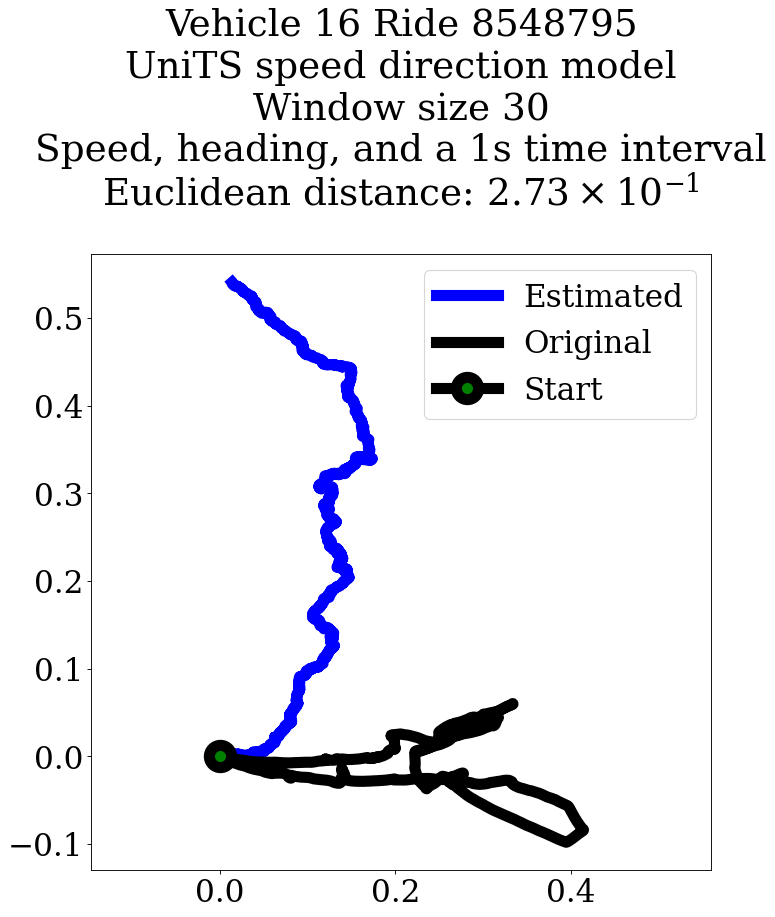 Vehicle 16 Ride 8548795
UniTS speed direction model
Window size 30
Speed, heading, and a 1s time interval
Euclidean distance: 2.73 × 10⁻¹
Estimated
Original
Start
0.5
0.4
0.3
0.2
0.1
0.0
−0.1
0.0 0.2 0.4